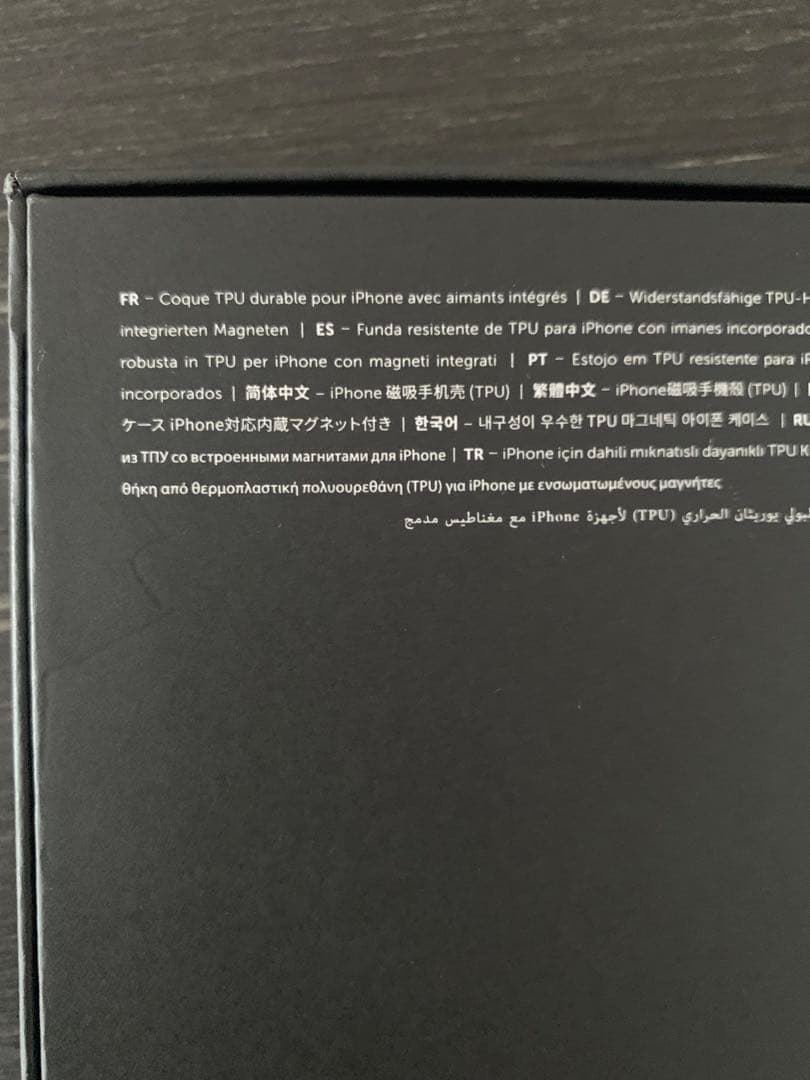 FR – Coque TPU durable pour iPhone avec aimants intégrés | DE – Widerstandsfähige
integrierten Magneten | ES – Funda resistente de TPU para iPhone con imanes
robusta in TPU per iPhone con magneti integrati | PT – Estojo em TPU resistente para
incorporados | 简体中文 – iPhone 磁吸手机壳 (TPU) | 繁體中文 – iPhone磁吸手機殼 (TPU) |
ケース iPhone対応内蔵マグネット付き | 한국어 – 내구성이 우수한 TPU 마그네틱 아이폰 케이스 | RU
из ТПУ со встроенными магнитами для iPhone | TR – iPhone için dahili mıknatıslı dayanıklı TPU
θήκη από θερμοπλαστική πολυουρεθάνη (TPU) για iPhone με ενσωματωμένους μαγνήτες
يوريثان الحراري (TPU) لأجهزة iPhone مع مغناطيس مدمج